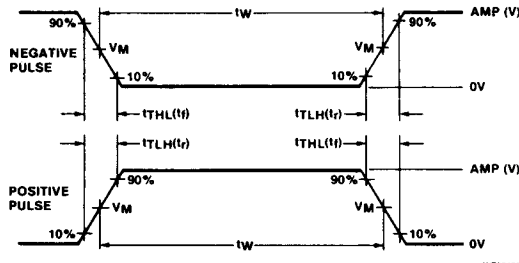 tW
AMP (V)
90%
90%
NEGATIVE
PULSE
VM
VM
10%
10%
0V
tTHL(tf)
tTLH(tr)
tTLH(tr)
tTHL(tf)
AMP (V)
POSITIVE
PULSE
90%
90%
VM
VM
10%
10%
tW
0V